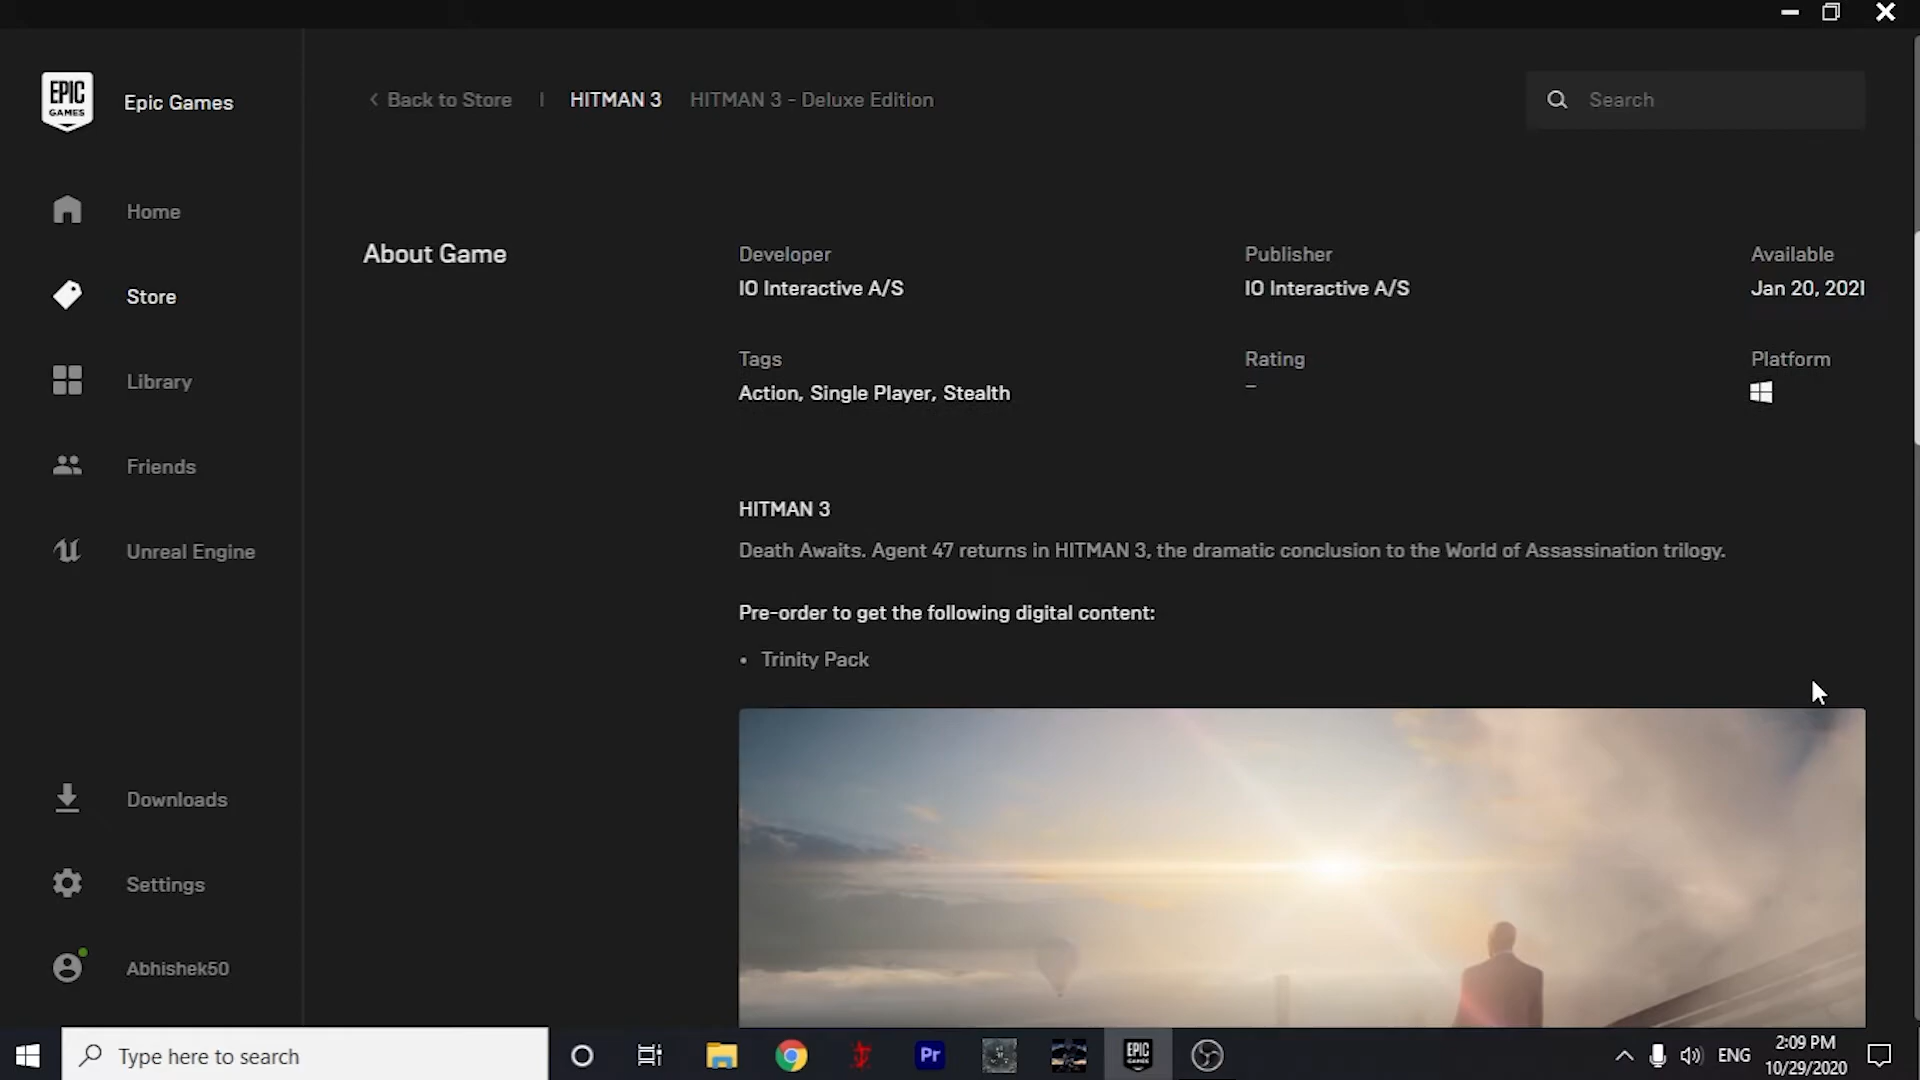 EPIC
GAMES
Epic Games
Back to Store
HITMAN 3
HITMAN 3 - Deluxe Edition
Search
Home
Store
Library
Friends
Unreal Engine
Downloads
Settings
Abhishek50
About Game
Developer
IO Interactive A/S
Publisher
IO Interactive A/S
Available
Jan 20, 2021
Tags
Action, Single Player, Stealth
Rating
–
Platform
HITMAN 3
Death Awaits. Agent 47 returns in HITMAN 3, the dramatic conclusion to the World of Assassination trilogy.
Pre-order to get the following digital content:
• Trinity Pack
Type here to search
Pr
EPIC
GAMES
ENG
2:09 PM
10/29/2020